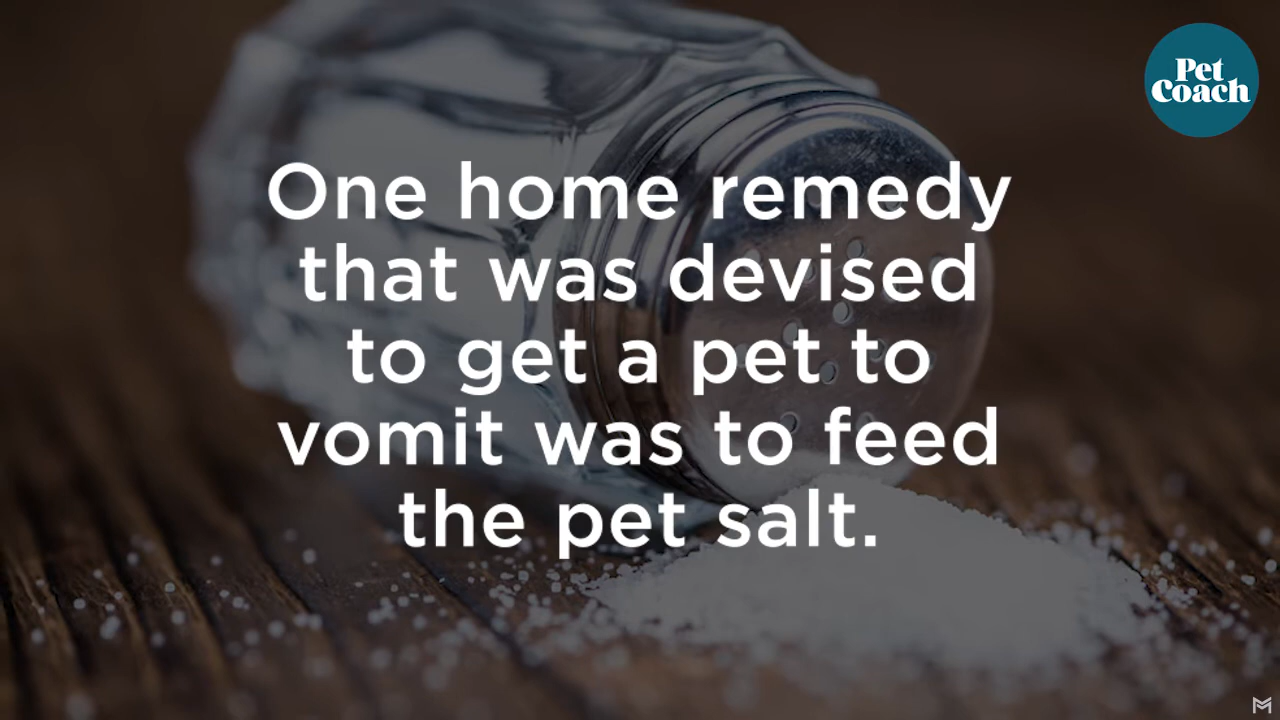 Pet
Coach
One home remedy
that was devised
to get a pet to
vomit was to feed
the pet salt.